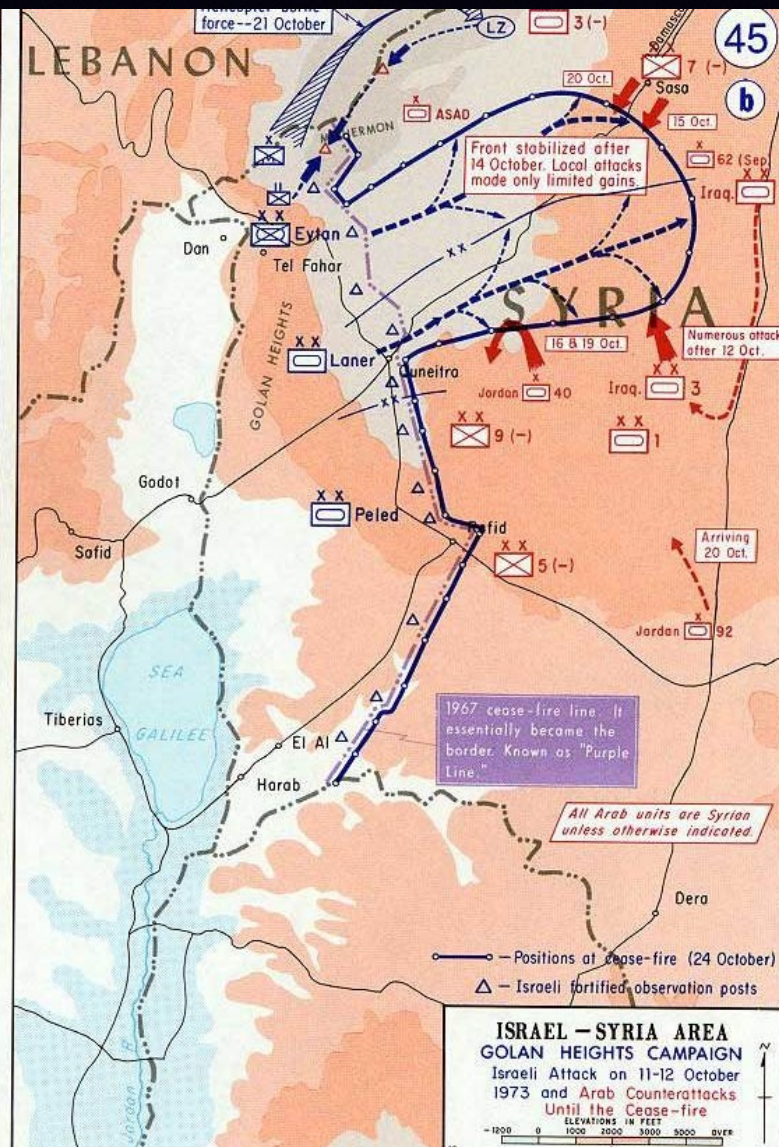 force--21 October
LZ
3 (-)
Damascus
45
b
LEBANON
7 (-)
Sasa
20 Oct.
15 Oct.
ASAD
HERMON
Front stabilized after
14 October. Local attacks
made only limited gains.
62 (Sep)
Iraq.
Eytan
Dan
Tel Fahar
SYRIA
GOLAN HEIGHTS
Laner
Quneitra
16 & 19 Oct.
Numerous attack
after 12 Oct.
Jordan 40
Iraq. 3
9 (-)
1
Godot
Peled
Rafid
Safid
5 (-)
Arriving
20 Oct.
Jordan 92
SEA
GALILEE
Tiberias
1967 cease-fire line. It
essentially became the
border. Known as "Purple
Line."
El Al
Harab
All Arab units are Syrian
unless otherwise indicated.
Dera
— Positions at cease-fire (24 October)
— Israeli fortified observation posts
Jordan R
ISRAEL — SYRIA AREA
GOLAN HEIGHTS CAMPAIGN
Israeli Attack on 11-12 October
1973 and Arab Counterattacks
Until the Cease-fire
N
ELEVATIONS IN FEET
-1200 0 1000 2000 3000 5000 OVER